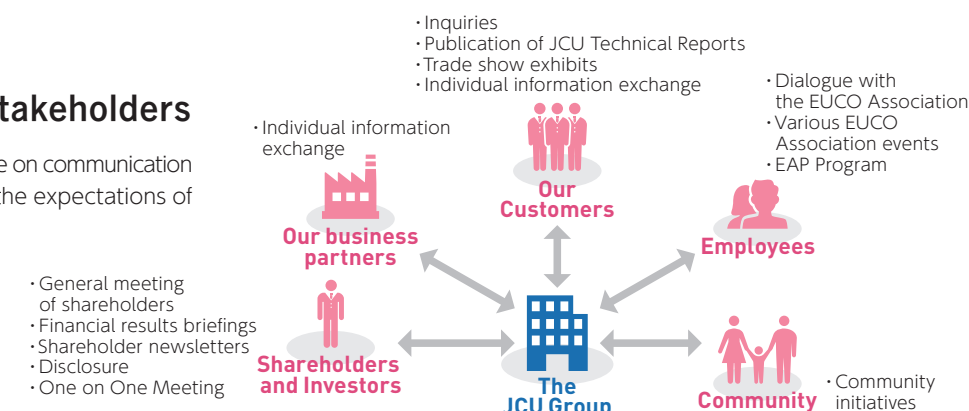 · Inquiries
· Publication of JCU Technical Reports
· Trade show exhibits
· Individual information exchange
takeholders
e on communication
the expectations of
· Individual information
exchange
· Dialogue with
the EUCO Association
· Various EUCO
Association events
· EAP Program
Our
Customers
Our business
partners
Employees
· General meeting
of shareholders
· Financial results briefings
· Shareholder newsletters
· Disclosure
· One on One Meeting
Shareholders
and Investors
The
JCU Group
Community
· Community
initiatives